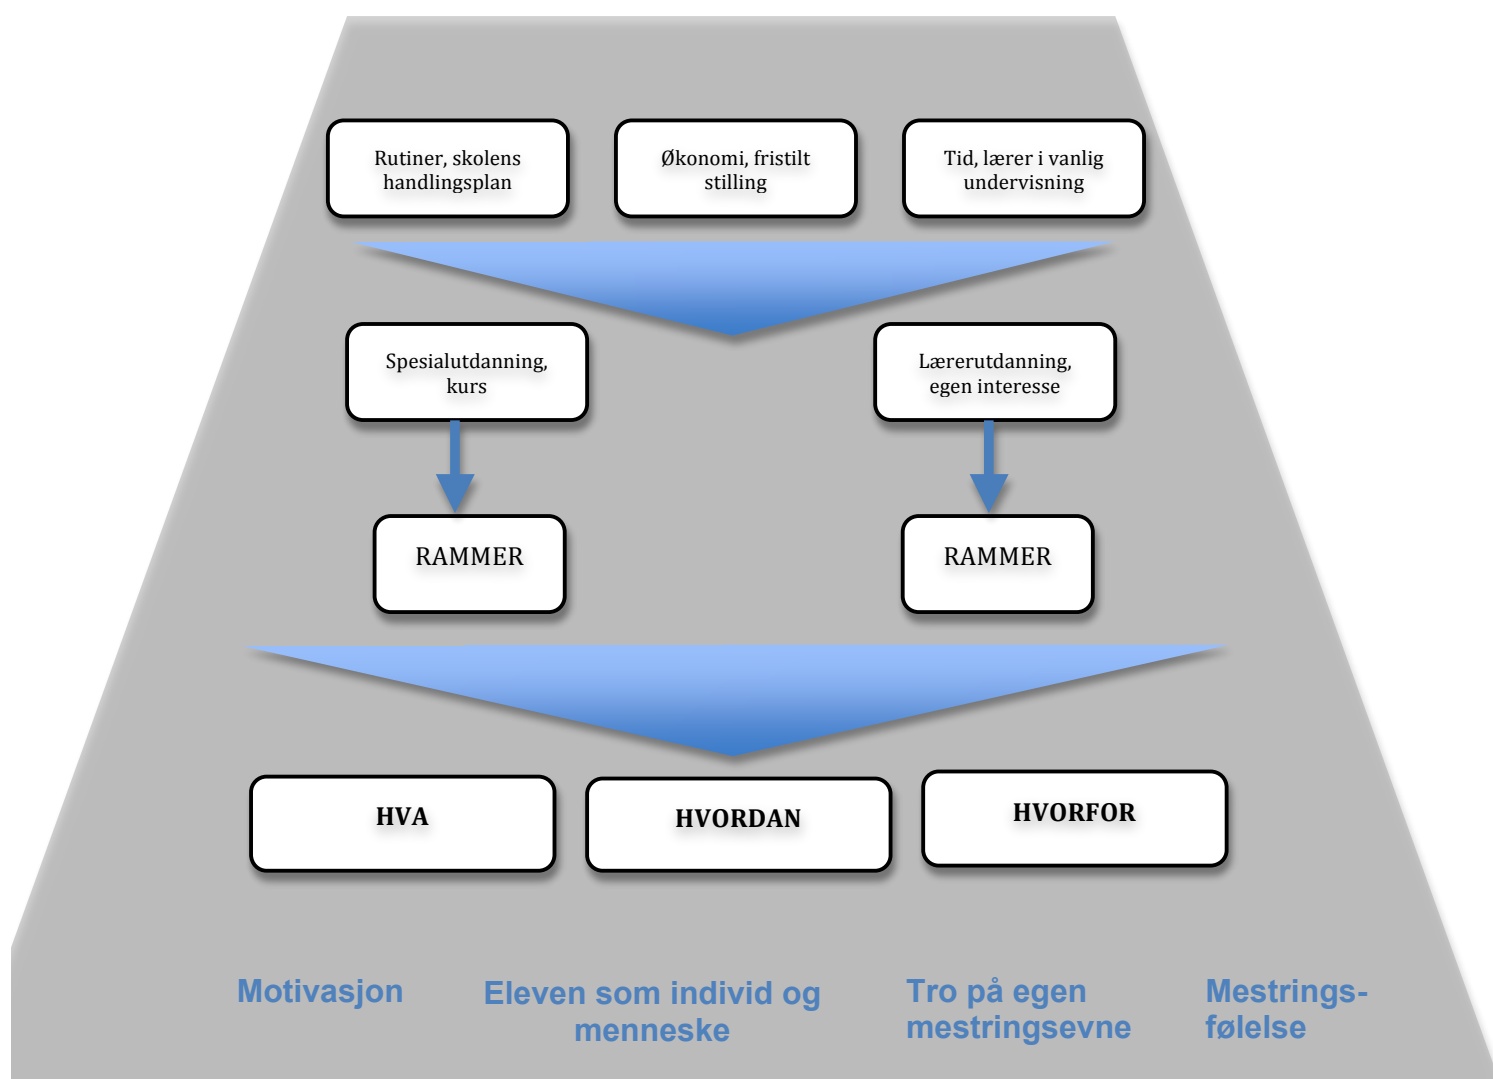 Rutiner, skolens
handlingsplan
Økonomi, fristilt
stilling
Tid, lærer i vanlig
undervisning
Spesialutdanning,
kurs
Lærerutdanning,
egen interesse
RAMMER
RAMMER
HVA
HVORDAN
HVORFOR
Motivasjon
Eleven som individ og
menneske
Tro på egen
mestringsevne
Mestrings-
følelse